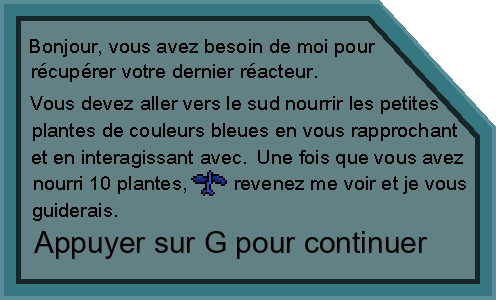 Bonjour, vous avez besoin de moi pour
récupérer votre dernier réacteur.
Vous devez aller vers le sud nourrir les petites
plantes de couleurs bleues en vous rapprochant
et en interagissant avec. Une fois que vous avez
nourri 10 plantes, revenez me voir et je vous
guiderais.
Appuyer sur G pour continuer